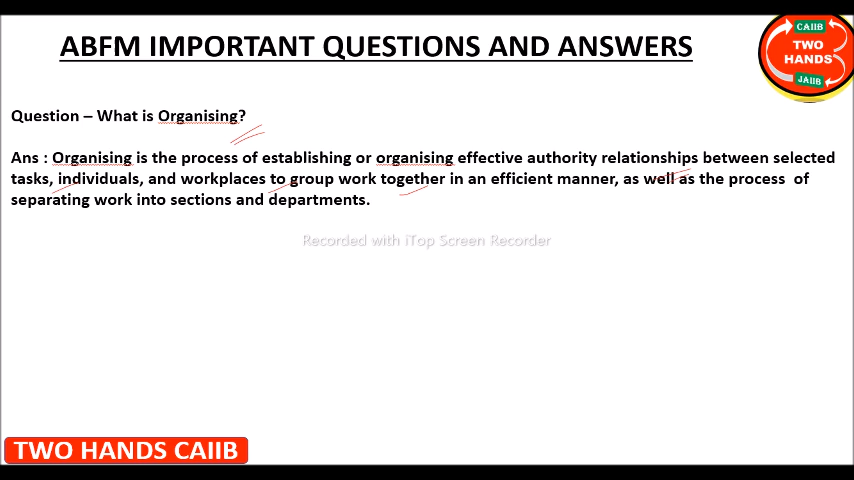 ABFM IMPORTANT QUESTIONS AND ANSWERS
CAIIB
TWO
HANDS
JAIIB
Question – What is Organising?
Ans : Organising is the process of establishing or organising effective authority relationships between selected
tasks, individuals, and workplaces to group work together in an efficient manner, as well as the process of
separating work into sections and departments.
Recorded with iTop Screen Recorder
TWO HANDS CAIIB